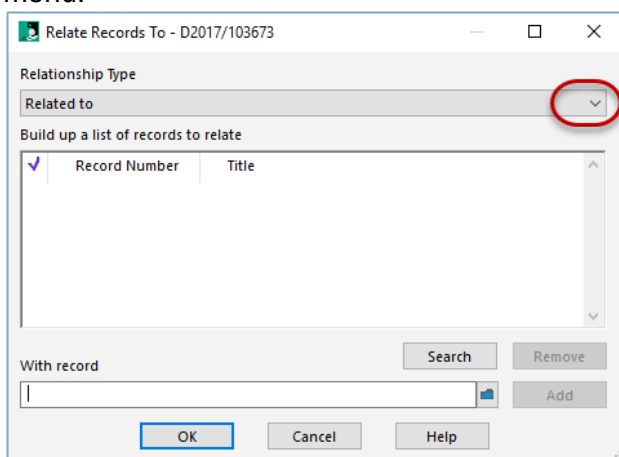 menu.
Relate Records To - D2017/103673
Relationship Type
Related to
Build up a list of records to relate
Record Number Title
Search Remove
With record
Add
OK Cancel Help